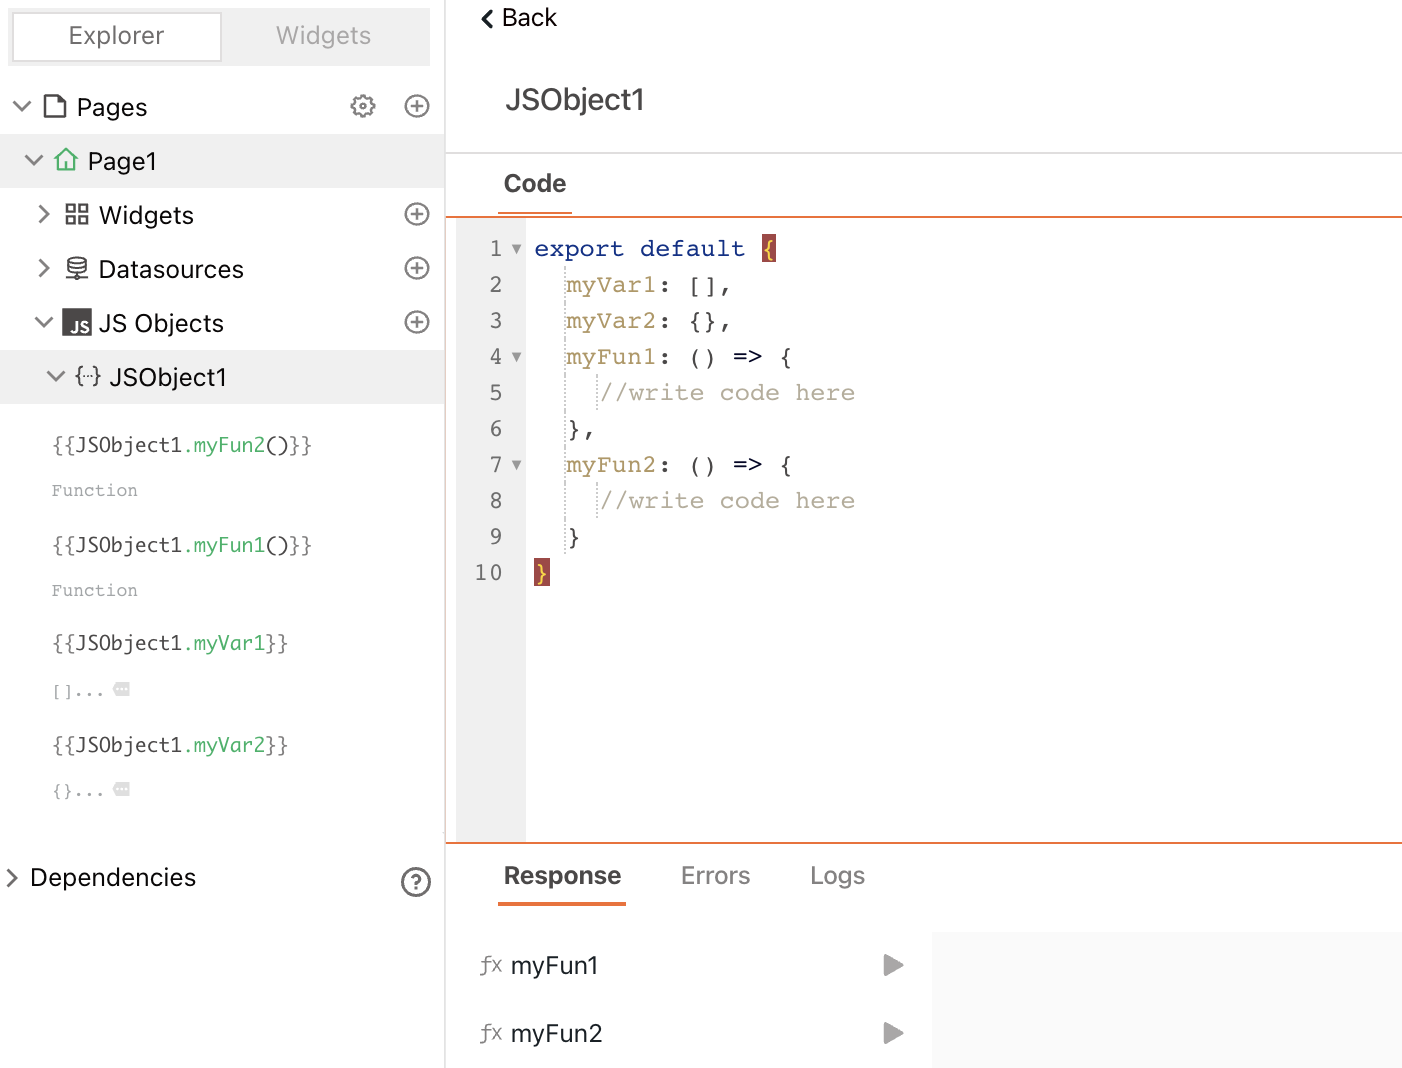 Explorer
Widgets
Pages
Page1
Widgets
Datasources
JS JS Objects
{··} JSObject1
{{JSObject1.myFun2()}}
Function
{{JSObject1.myFun1()}}
Function
{{JSObject1.myVar1}}
[]...
{{JSObject1.myVar2}}
{}...
Dependencies
?
Back
JSObject1
Code
1 export default {
2 myVar1: [],
3 myVar2: {},
4 myFun1: () => {
5 //write code here
6 },
7 myFun2: () => {
8 //write code here
9 }
10 }
Response
Errors
Logs
ƒx myFun1
ƒx myFun2